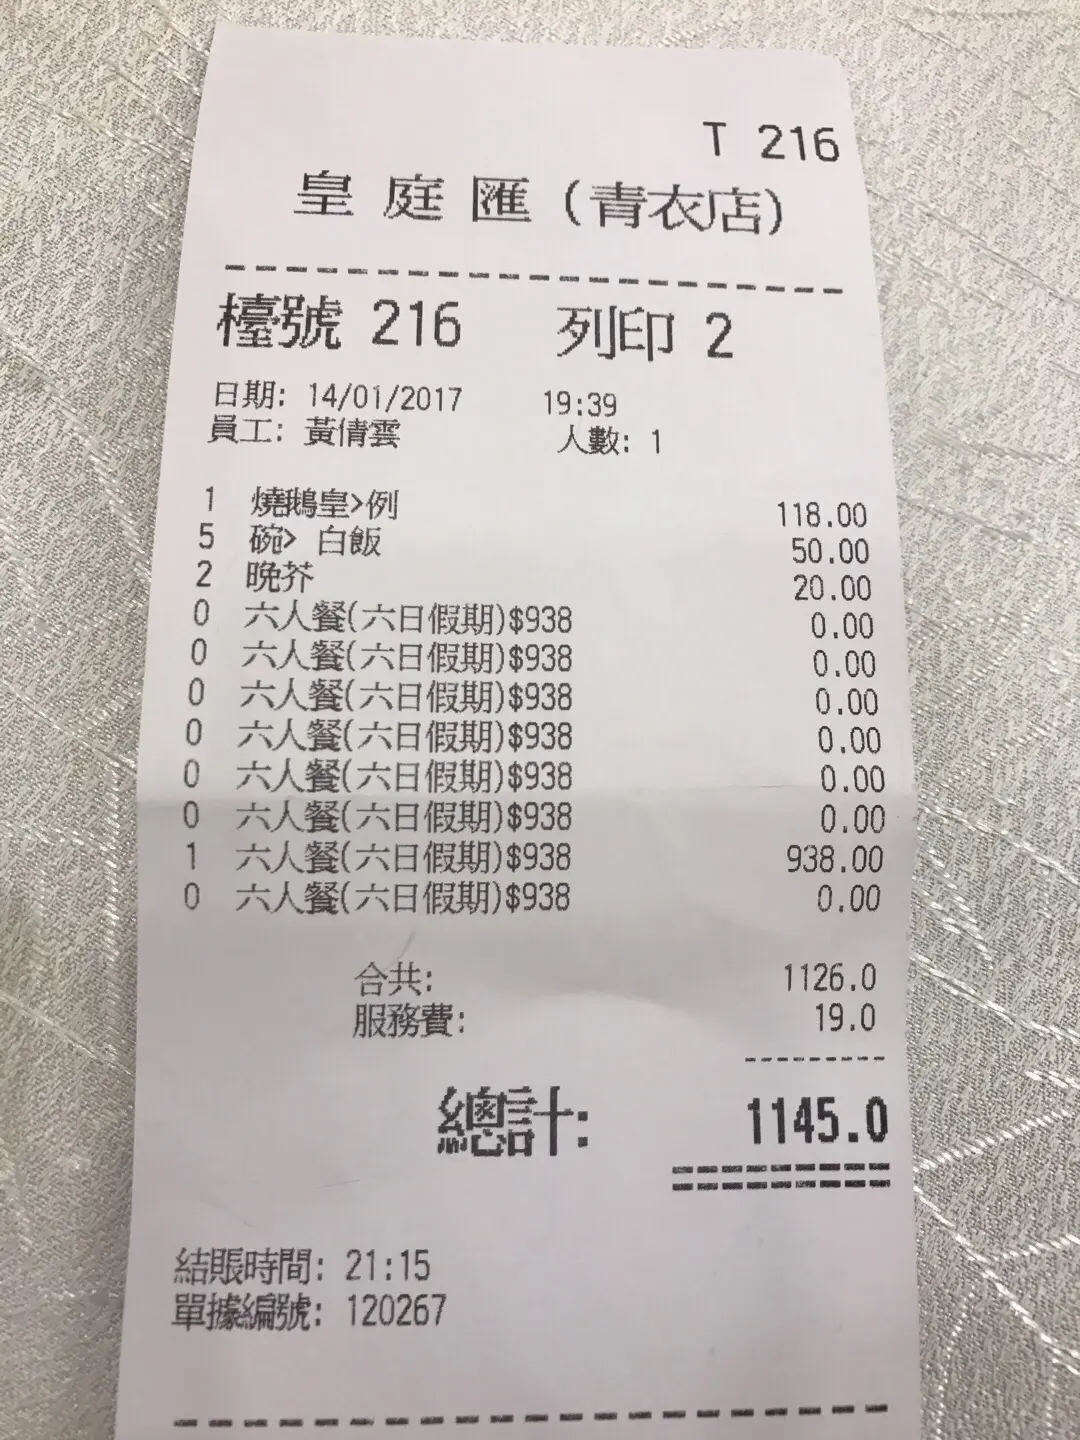 T 216
皇庭匯(青衣店)
檯號 216 列印 2
日期: 14/01/2017 19:39
員工: 黃倩雲 人數: 1
1 燒鵝皇>例 118.00
5 碗> 白飯 50.00
2 晚芥 20.00
0 六人餐(六日假期)$938 0.00
0 六人餐(六日假期)$938 0.00
0 六人餐(六日假期)$938 0.00
0 六人餐(六日假期)$938 0.00
0 六人餐(六日假期)$938 0.00
0 六人餐(六日假期)$938 0.00
1 六人餐(六日假期)$938 938.00
0 六人餐(六日假期)$938 0.00
合共: 1126.0
服務費: 19.0
總計: 1145.0
結賬時間: 21:15
單據編號: 120267